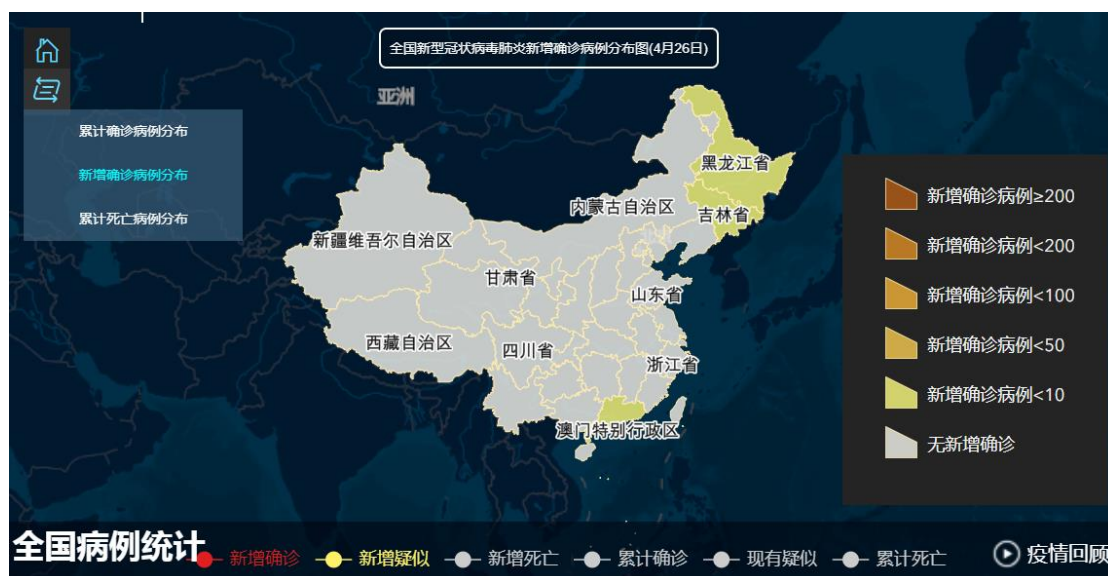 全国新型冠状病毒肺炎新增确诊病例分布图(4月26日)
亚洲
累计确诊病例分布
新增确诊病例分布
累计死亡病例分布
黑龙江省
内蒙古自治区
吉林省
新疆维吾尔自治区
甘肃省
山东省
西藏自治区
四川省
浙江省
澳门特别行政区
新增确诊病例≥200
新增确诊病例<200
新增确诊病例<100
新增确诊病例<50
新增确诊病例<10
无新增确诊
全国病例统计
新增确诊 新增疑似 新增死亡 累计确诊 现有疑似 累计死亡
疫情回顾